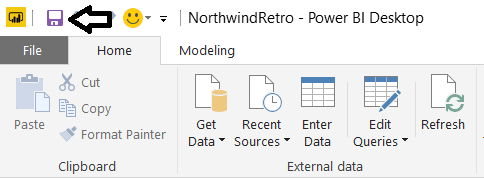 NorthwindRetro - Power BI Desktop
File Home Modeling
Paste
Cut
Copy
Format Painter
Get Data
Recent Sources
Enter Data
Edit Queries
Refresh
Clipboard External data